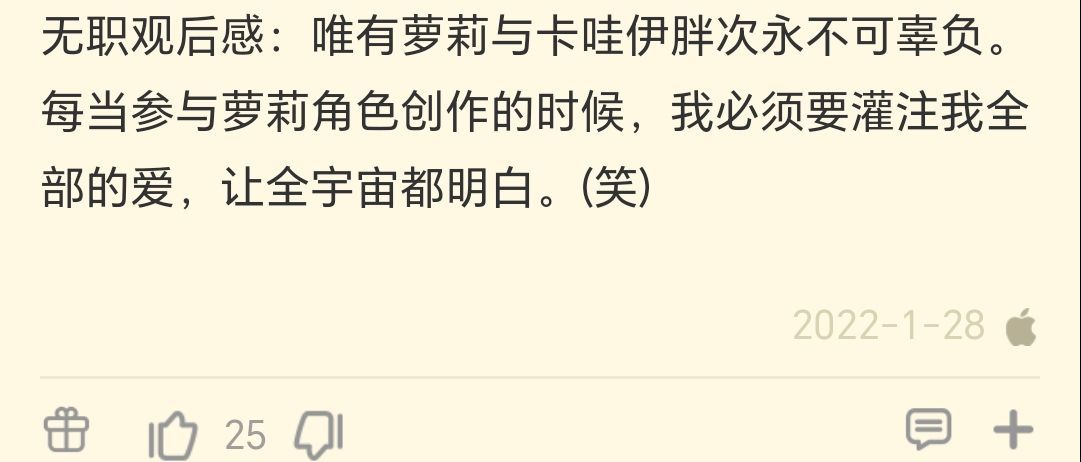 无职观后感：唯有萝莉与卡哇伊胖次永不可辜负。
每当参与萝莉角色创作的时候，我必须要灌注我全
部的爱，让全宇宙都明白。(笑)
2022-1-28
25